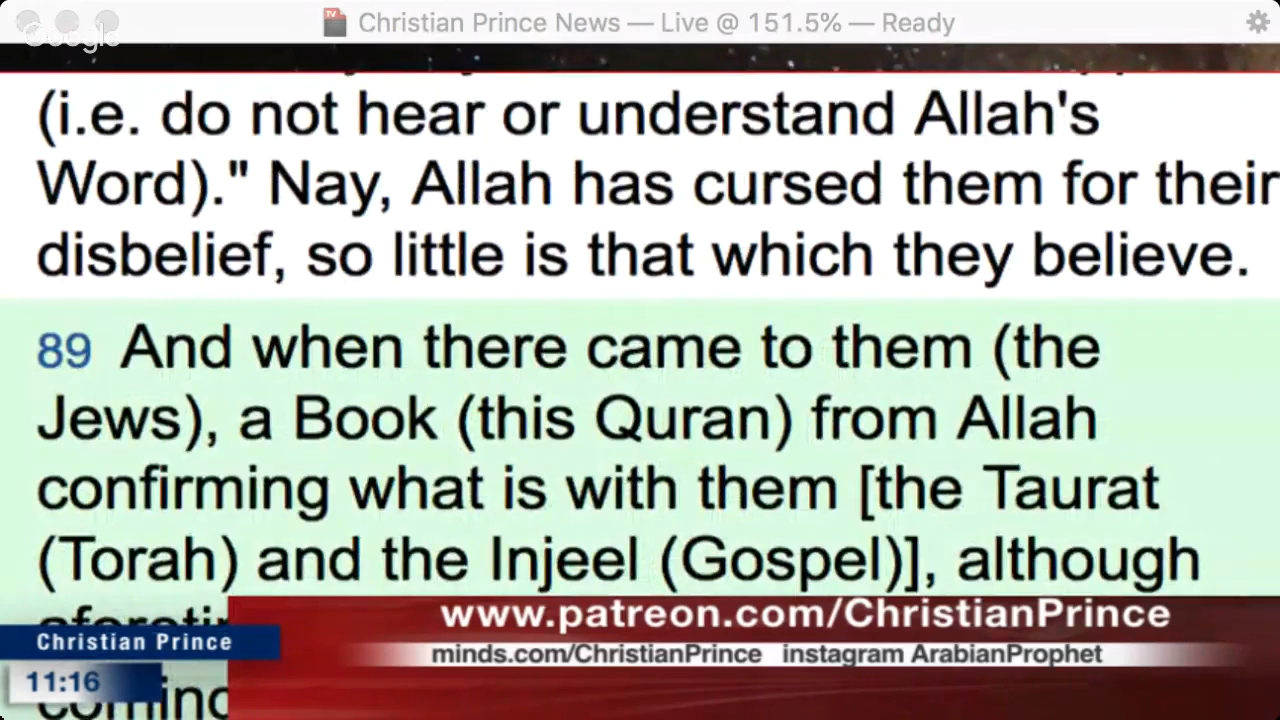 Christian Prince News — Live @ 151.5% — Ready
Google
(i.e. do not hear or understand Allah's
Word)." Nay, Allah has cursed them for their
disbelief, so little is that which they believe.
89 And when there came to them (the
Jews), a Book (this Quran) from Allah
confirming what is with them [the Taurat
(Torah) and the Injeel (Gospel)], although
www.patreon.com/ChristianPrince
Christian Prince
minds.com/ChristianPrince instagram ArabianProphet
11:16